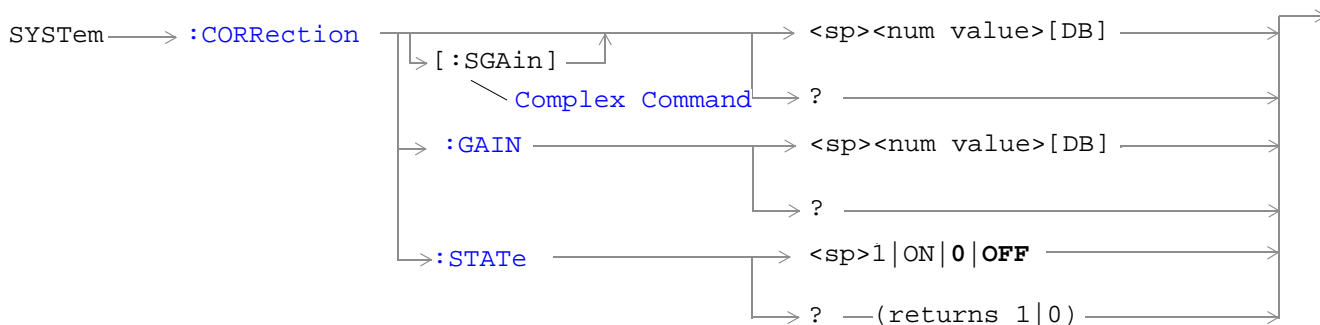 SYSTem :CORRection <sp><num value>[DB]
[:SGAin]
Complex Command ?
:GAIN <sp><num value>[DB]
?
:STATe <sp>1|ON|0|OFF
? (returns 1|0)